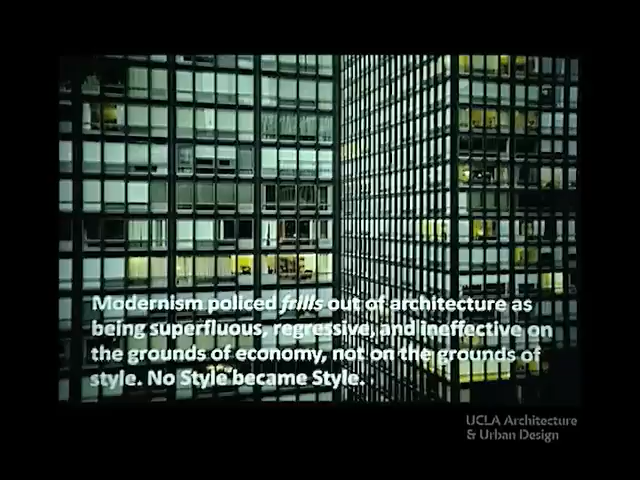 Modernism policed frills out of architecture as
being superfluous, regressive, and ineffective on
the grounds of economy, not on the grounds of
style. No Style became Style.
UCLA Architecture
& Urban Design